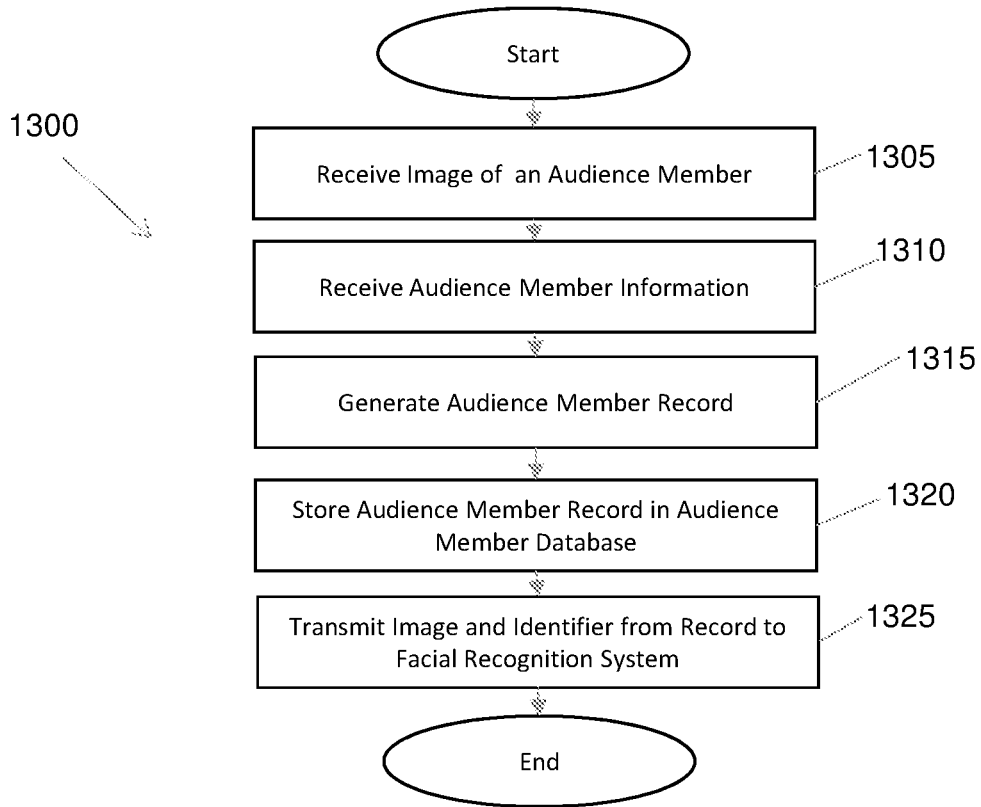 Start
1300
Receive Image of an Audience Member
1305
Receive Audience Member Information
1310
Generate Audience Member Record
1315
Store Audience Member Record in Audience
Member Database
1320
Transmit Image and Identifier from Record to
Facial Recognition System
1325
End